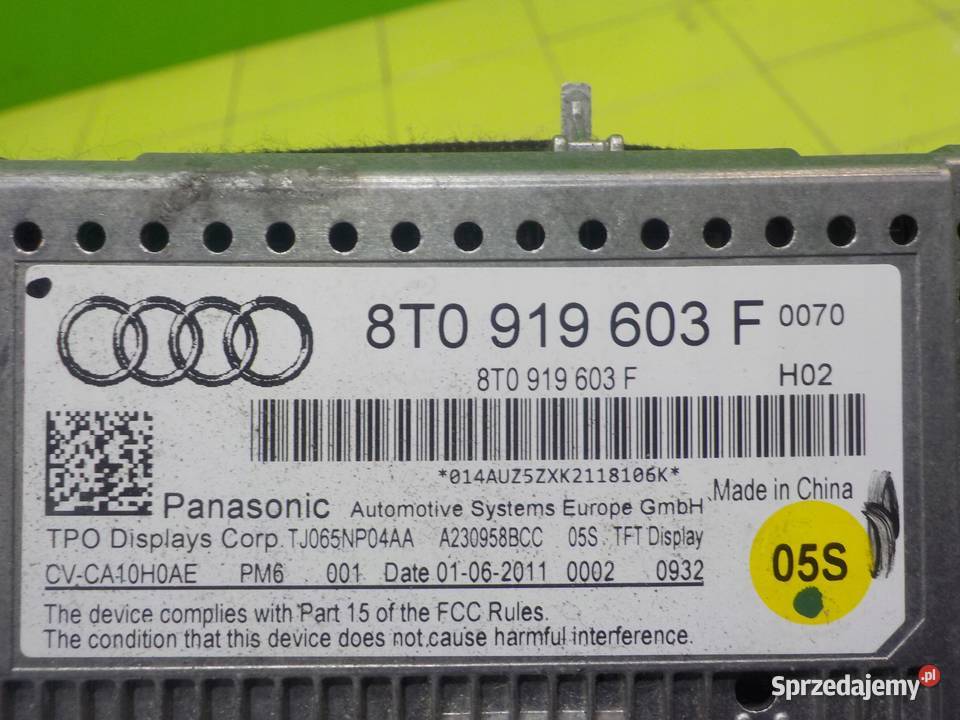 8T0 919 603 F 0070
8T0 919 603 F H02
*014AUZ5ZXK2118106K*
Panasonic Automotive Systems Europe GmbH Made in China
TPO Displays Corp TJ065NP04AA A230958BCC 05S TFT Display
CV-CA10H0AE PM6 001 Date 01-06-2011 0002 0932
05S
The device complies with Part 15 of the FCC Rules.
The condition that this device does not cause harmful interference.
Sprzedajemy.pl